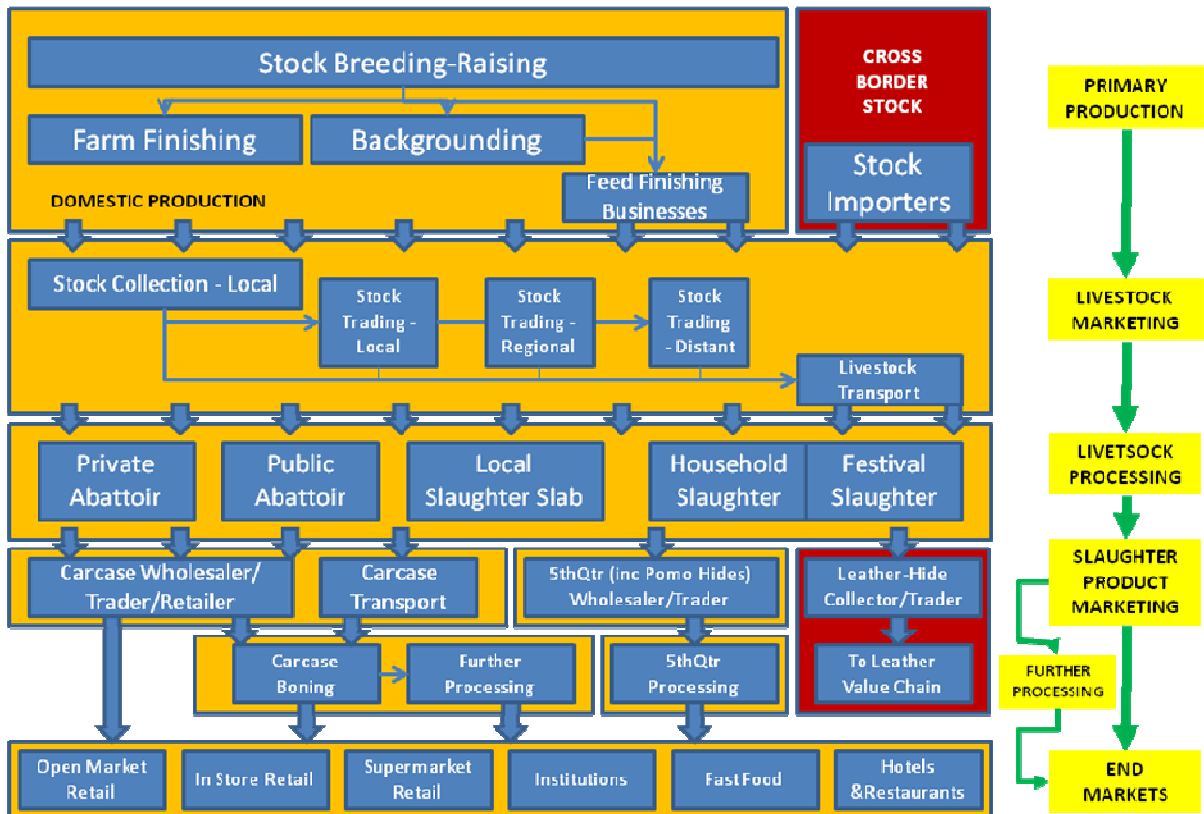 Stock Breeding-Raising
Farm Finishing
Backgrounding
Feed Finishing
Businesses
DOMESTIC PRODUCTION
CROSS
BORDER
STOCK
Stock
Importers
PRIMARY
PRODUCTION
Stock Collection - Local
Stock
Trading -
Local
Stock
Trading -
Regional
Stock
Trading
- Distant
Livestock
Transport
LIVESTOCK
MARKETING
Private
Abattoir
Public
Abattoir
Local
Slaughter Slab
Household
Slaughter
Festival
Slaughter
LIVETSOCK
PROCESSING
Carcase Wholesaler/
Trader/Retailer
Carcase
Transport
5thQtr (inc Pomo Hides)
Wholesaler/Trader
Leather-Hide
Collector/Trader
SLAUGHTER
PRODUCT
MARKETING
Carcase
Boning
Further
Processing
5thQtr
Processing
To Leather
Value Chain
FURTHER
PROCESSING
Open Market
Retail
In Store Retail
Supermarket
Retail
Institutions
Fast Food
Hotels
&Restaurants
END
MARKETS